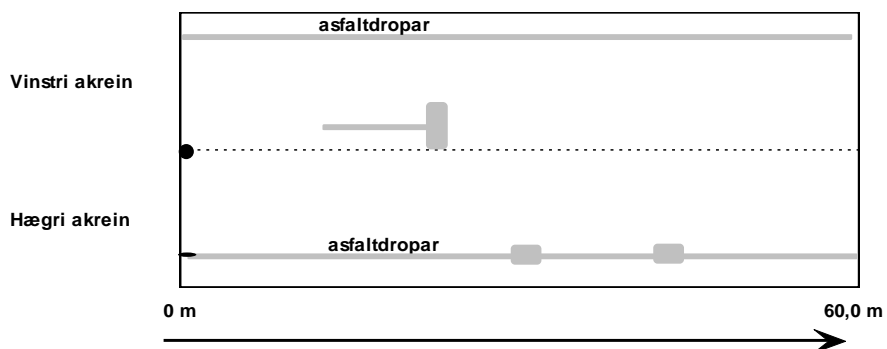 asfaltdropar
Vinstri akrein
Hægri akrein
asfaltdropar
0 m
60,0 m